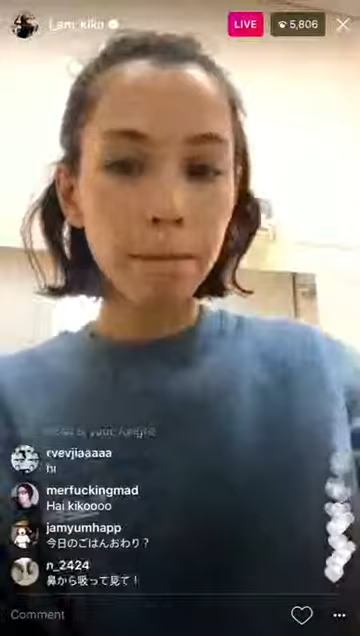 i_am_kiko
LIVE
5,806
rvevjiaaaaa
hi
merfuckingmad
Hai kikoooo
jamyumhapp
今日のごはんおわり？
n_2424
鼻から吸って見て！
Comment